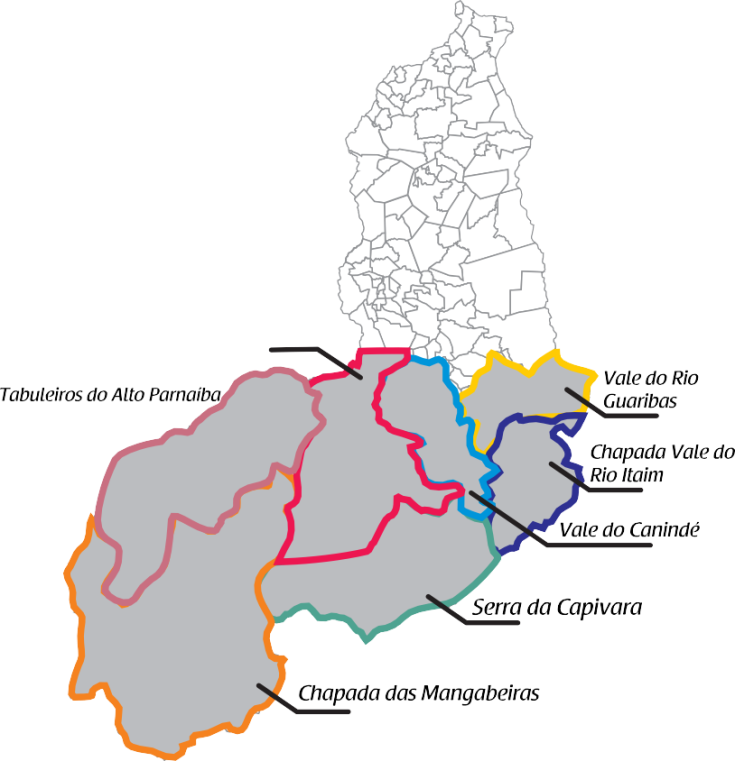 Tabuleiros do Alto Parnaíba
Vale do Rio
Guaribas
Chapada Vale do
Rio Itaim
Vale do Canindé
Serra da Capivara
Chapada das Mangabeiras